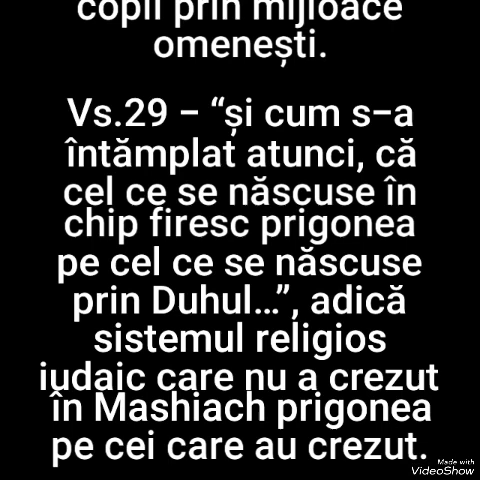 copii prin mijloace
omenești.
Vs.29 – “și cum s-a
întâmplat atunci, că
cel ce se născuse în
chip firesc prigonea
pe cel ce se născuse
prin Duhul…”, adică
sistemul religios
iudaic care nu a crezut
în Mashiach prigonea
pe cei care au crezut.
Made with
VideoShow